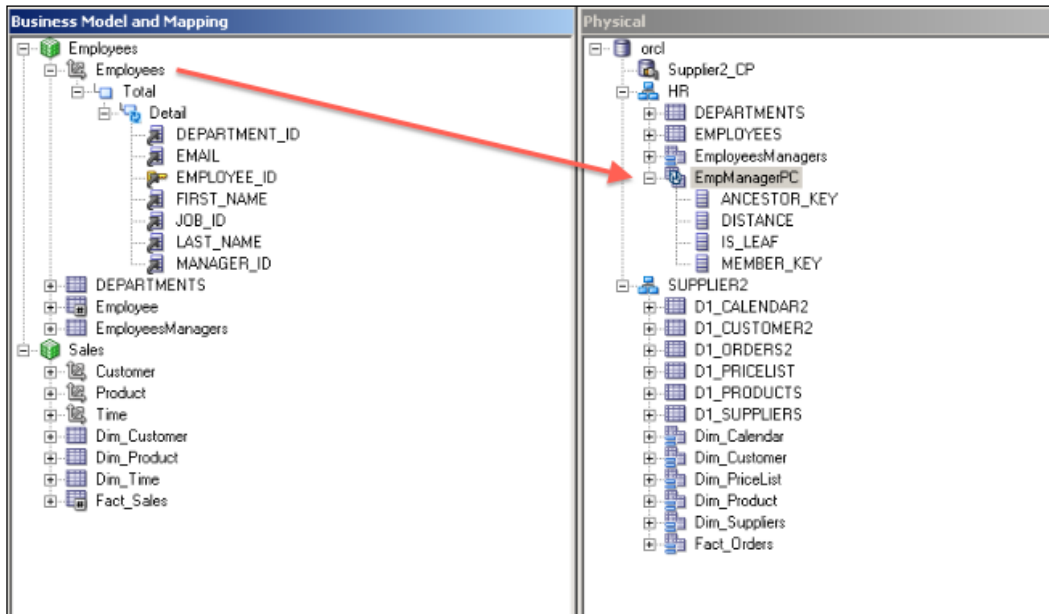 Business Model and Mapping
Employees
Employees
Total
Detail
DEPARTMENT_ID
EMAIL
EMPLOYEE_ID
FIRST_NAME
JOB_ID
LAST_NAME
MANAGER_ID
DEPARTMENTS
Employee
EmployeesManagers
Sales
Customer
Product
Time
Dim_Customer
Dim_Product
Dim_Time
Fact_Sales
Physical
orcl
Supplier2_CP
HR
DEPARTMENTS
EMPLOYEES
EmployeesManagers
EmpManagerPC
ANCESTOR_KEY
DISTANCE
IS_LEAF
MEMBER_KEY
SUPPLIER2
D1_CALENDAR2
D1_CUSTOMER2
D1_ORDERS2
D1_PRICELIST
D1_PRODUCTS
D1_SUPPLIERS
Dim_Calendar
Dim_Customer
Dim_PriceList
Dim_Product
Dim_Suppliers
Fact_Orders